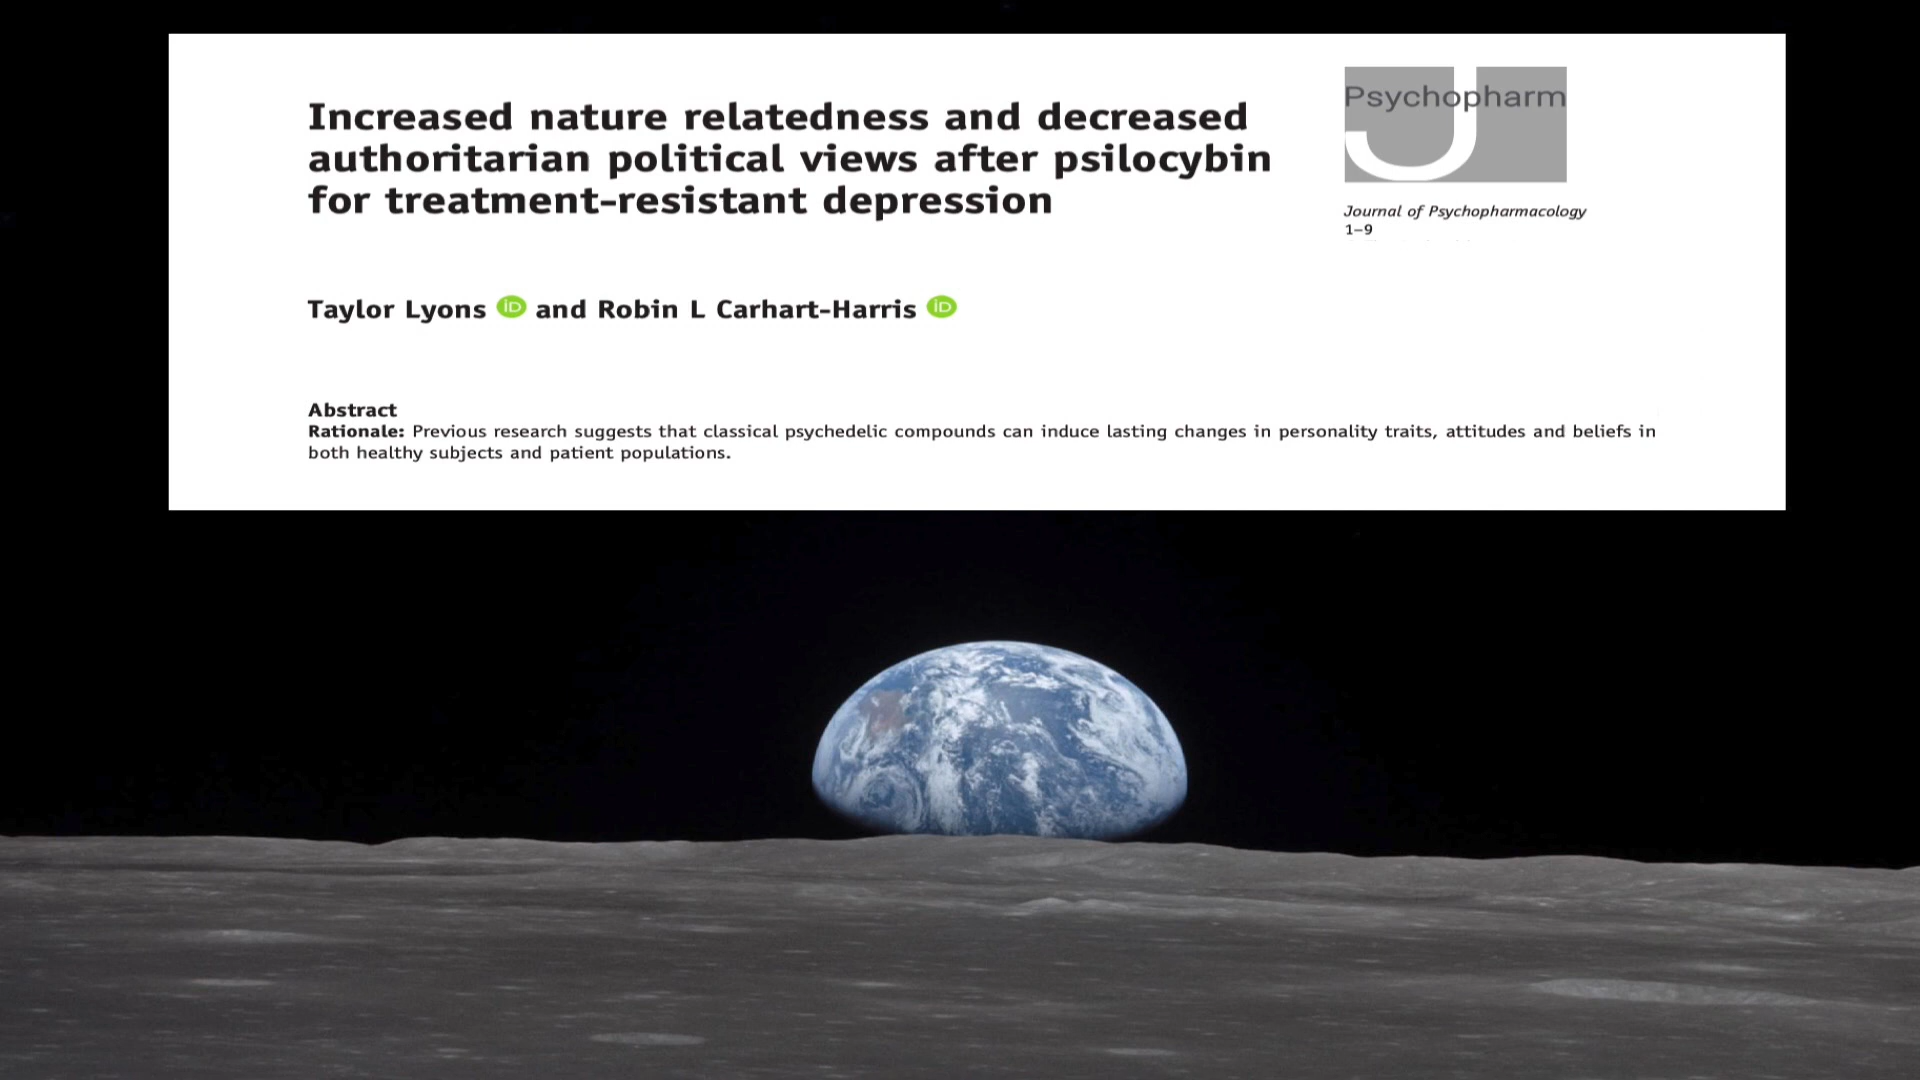 Psychopharm
Increased nature relatedness and decreased
authoritarian political views after psilocybin
for treatment-resistant depression
Journal of Psychopharmacology
1–9
Taylor Lyons iD and Robin L Carhart-Harris iD
Abstract
Rationale: Previous research suggests that classical psychedelic compounds can induce lasting changes in personality traits, attitudes and beliefs in
both healthy subjects and patient populations.